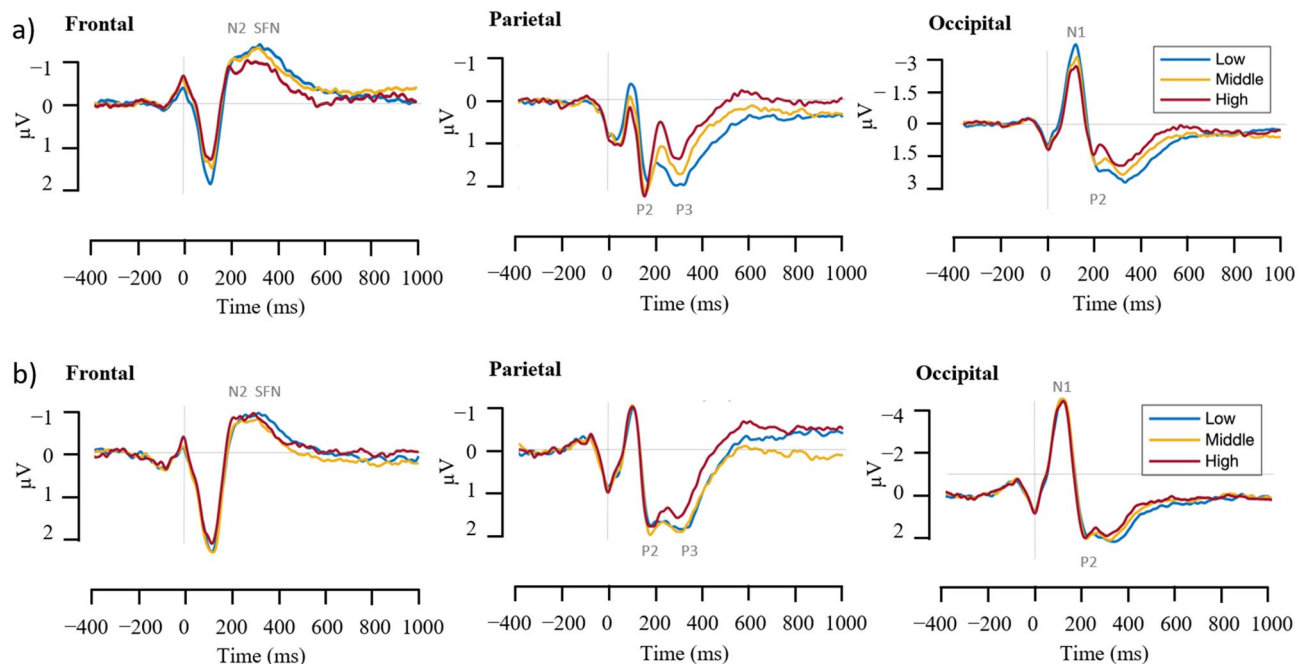 a)
Frontal
N2 SFN
−1
0
1
2
μV
−400 −200 0 200 400 600 800 1000
Time (ms)
Parietal
−1
0
1
2
μV
P2 P3
−400 −200 0 200 400 600 800 1000
Time (ms)
Occipital
N1
−3
−1.5
0
1.5
3
μV
Low
Middle
High
P2
−400 −200 0 200 400 600 800 100
Time (ms)
b)
Frontal
N2 SFN
−1
0
1
2
μV
−400 −200 0 200 400 600 800 1000
Time (ms)
Parietal
−1
0
1
2
μV
P2 P3
−400 −200 0 200 400 600 800 1000
Time (ms)
Occipital
N1
−4
−2
0
2
μV
Low
Middle
High
P2
−400 −200 0 200 400 600 800 1000
Time (ms)